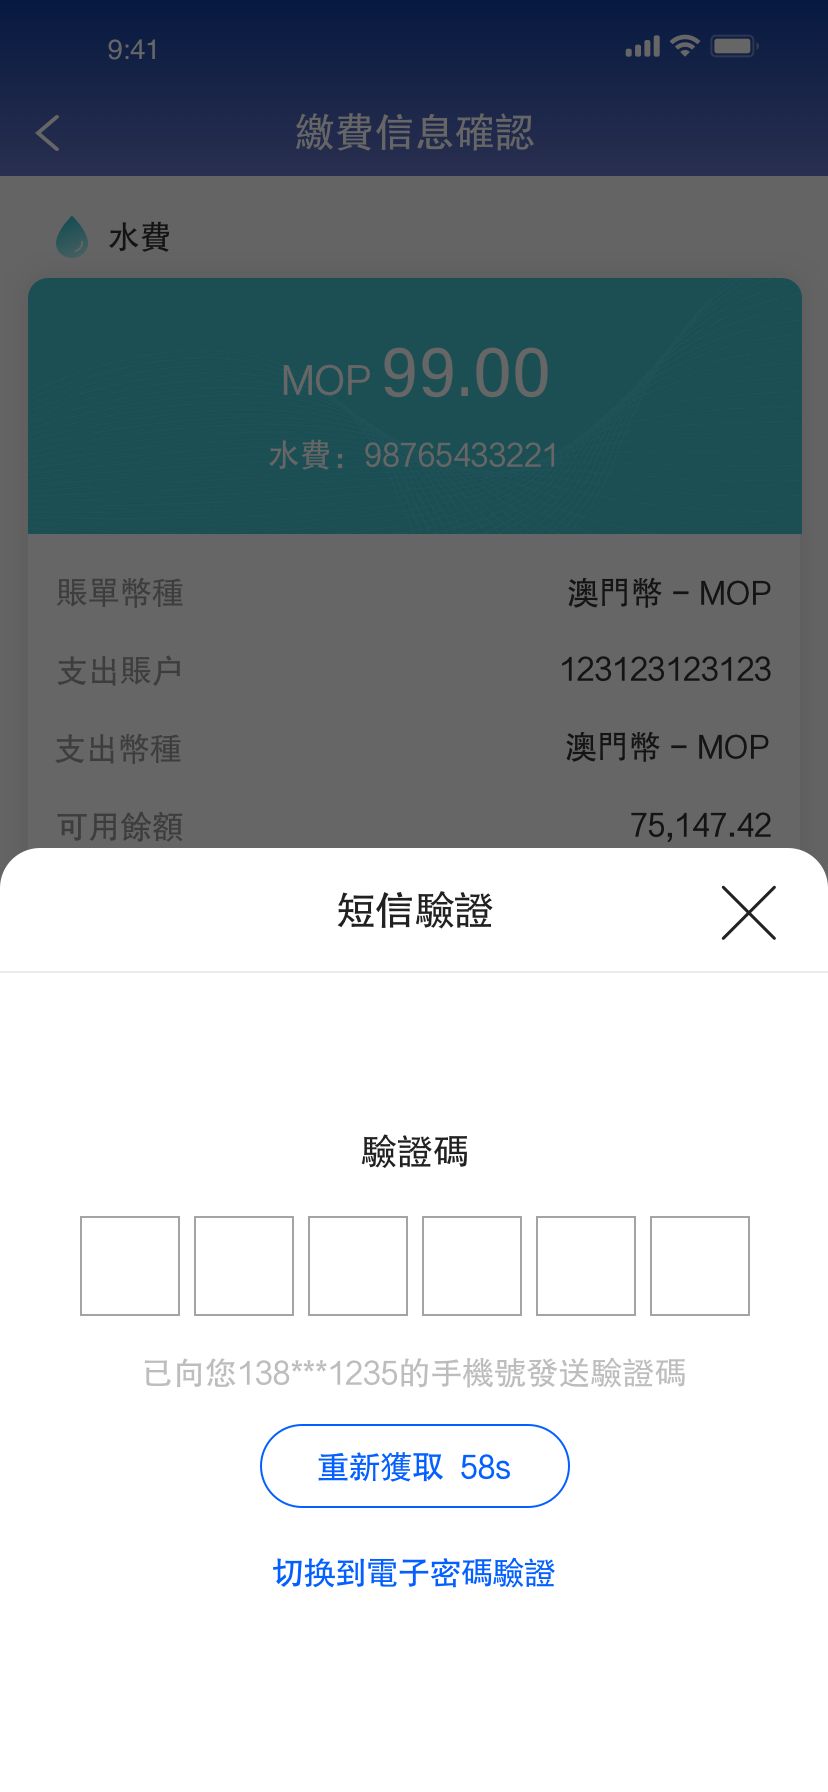 9:41
繳費信息確認
水費
MOP 99.00
水費：98765433221
賬單幣種 澳門幣 – MOP
支出賬户 123123123123
支出幣種 澳門幣 – MOP
可用餘額 75,147.42
短信驗證
驗證碼
已向您138***1235的手機號發送驗證碼
重新獲取 58s
切换到電子密碼驗證